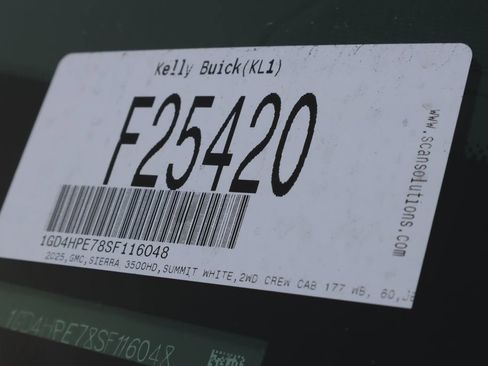 Kelly Buick(KL1)
F25420
www.scansolutions.com
1GD4HPE78SF116048
2025,GMC,SIERRA 3500HD,SUMMIT WHITE,2WD CREW CAB 177 WB, 60,
1GD4HPE78SF116048